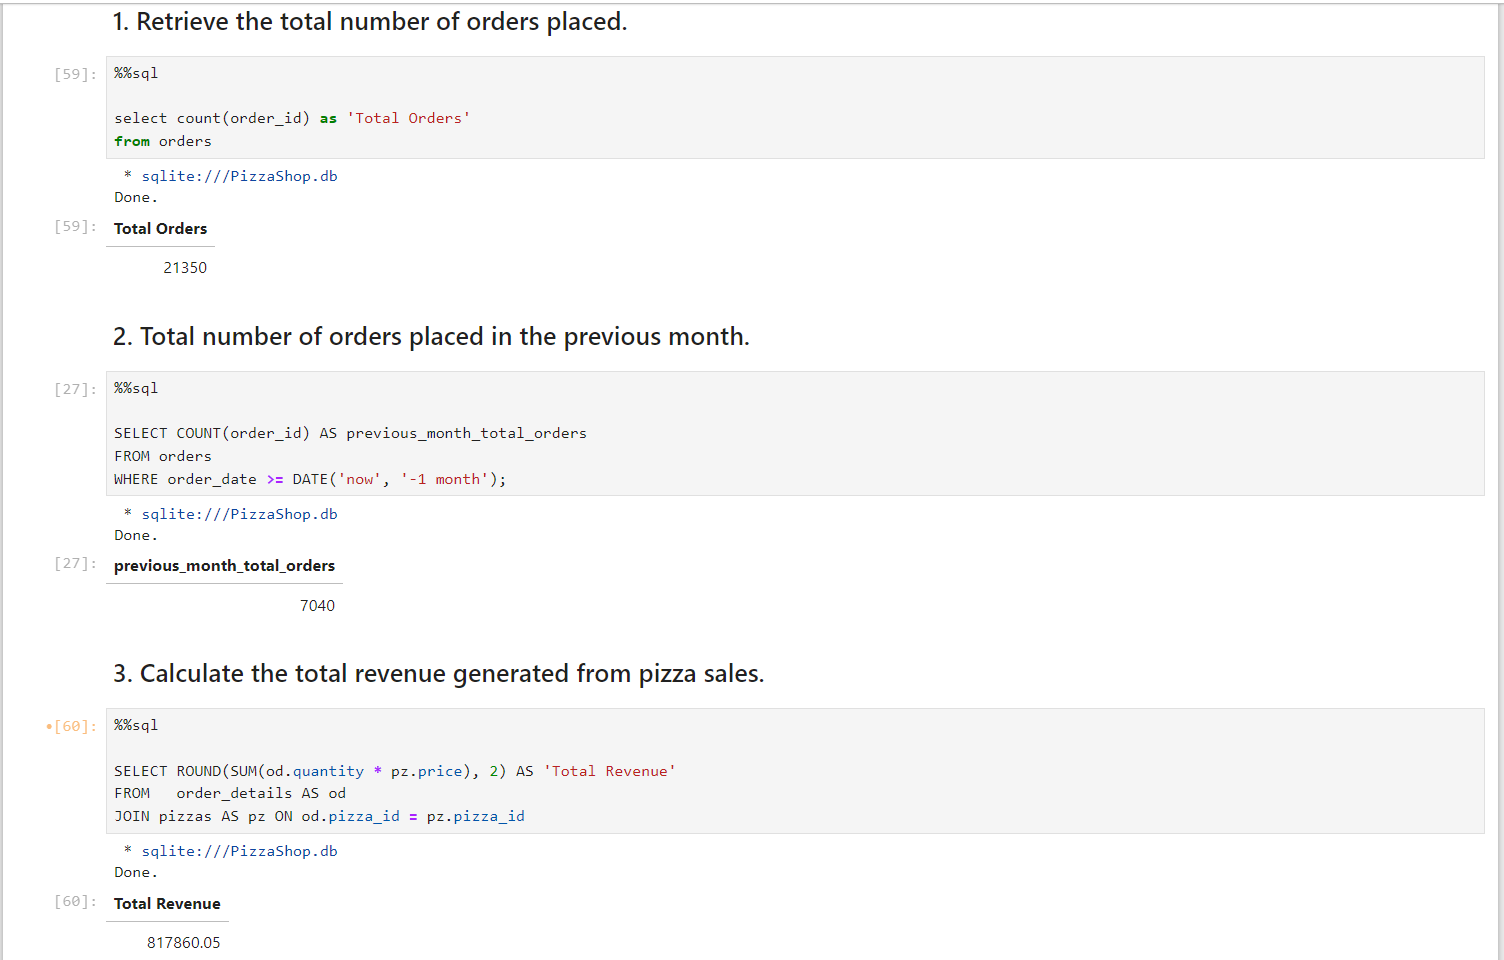 1. Retrieve the total number of orders placed.
[59]: %%sql
select count(order_id) as 'Total Orders'
from orders
* sqlite:///PizzaShop.db
Done.
[59]: Total Orders
21350
2. Total number of orders placed in the previous month.
[27]: %%sql
SELECT COUNT(order_id) AS previous_month_total_orders
FROM orders
WHERE order_date >= DATE('now', '-1 month');
* sqlite:///PizzaShop.db
Done.
[27]: previous_month_total_orders
7040
3. Calculate the total revenue generated from pizza sales.
•[60]: %%sql
SELECT ROUND(SUM(od.quantity * pz.price), 2) AS 'Total Revenue'
FROM   order_details AS od
JOIN pizzas AS pz ON od.pizza_id = pz.pizza_id
* sqlite:///PizzaShop.db
Done.
[60]: Total Revenue
817860.05